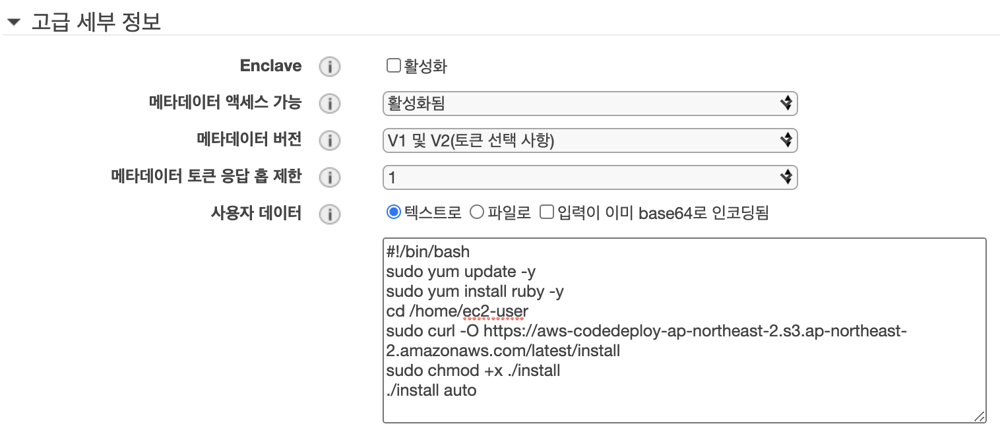 고급 세부 정보
Enclave 활성화
메타데이터 액세스 가능 활성화됨
메타데이터 버전 V1 및 V2(토큰 선택 사항)
메타데이터 토큰 응답 홉 제한 1
사용자 데이터 텍스트로 파일로 입력이 이미 base64로 인코딩됨
#!/bin/bash
sudo yum update -y
sudo yum install ruby -y
cd /home/ec2-user
sudo curl -O https://aws-codedeploy-ap-northeast-2.s3.ap-northeast-
2.amazonaws.com/latest/install
sudo chmod +x ./install
./install auto